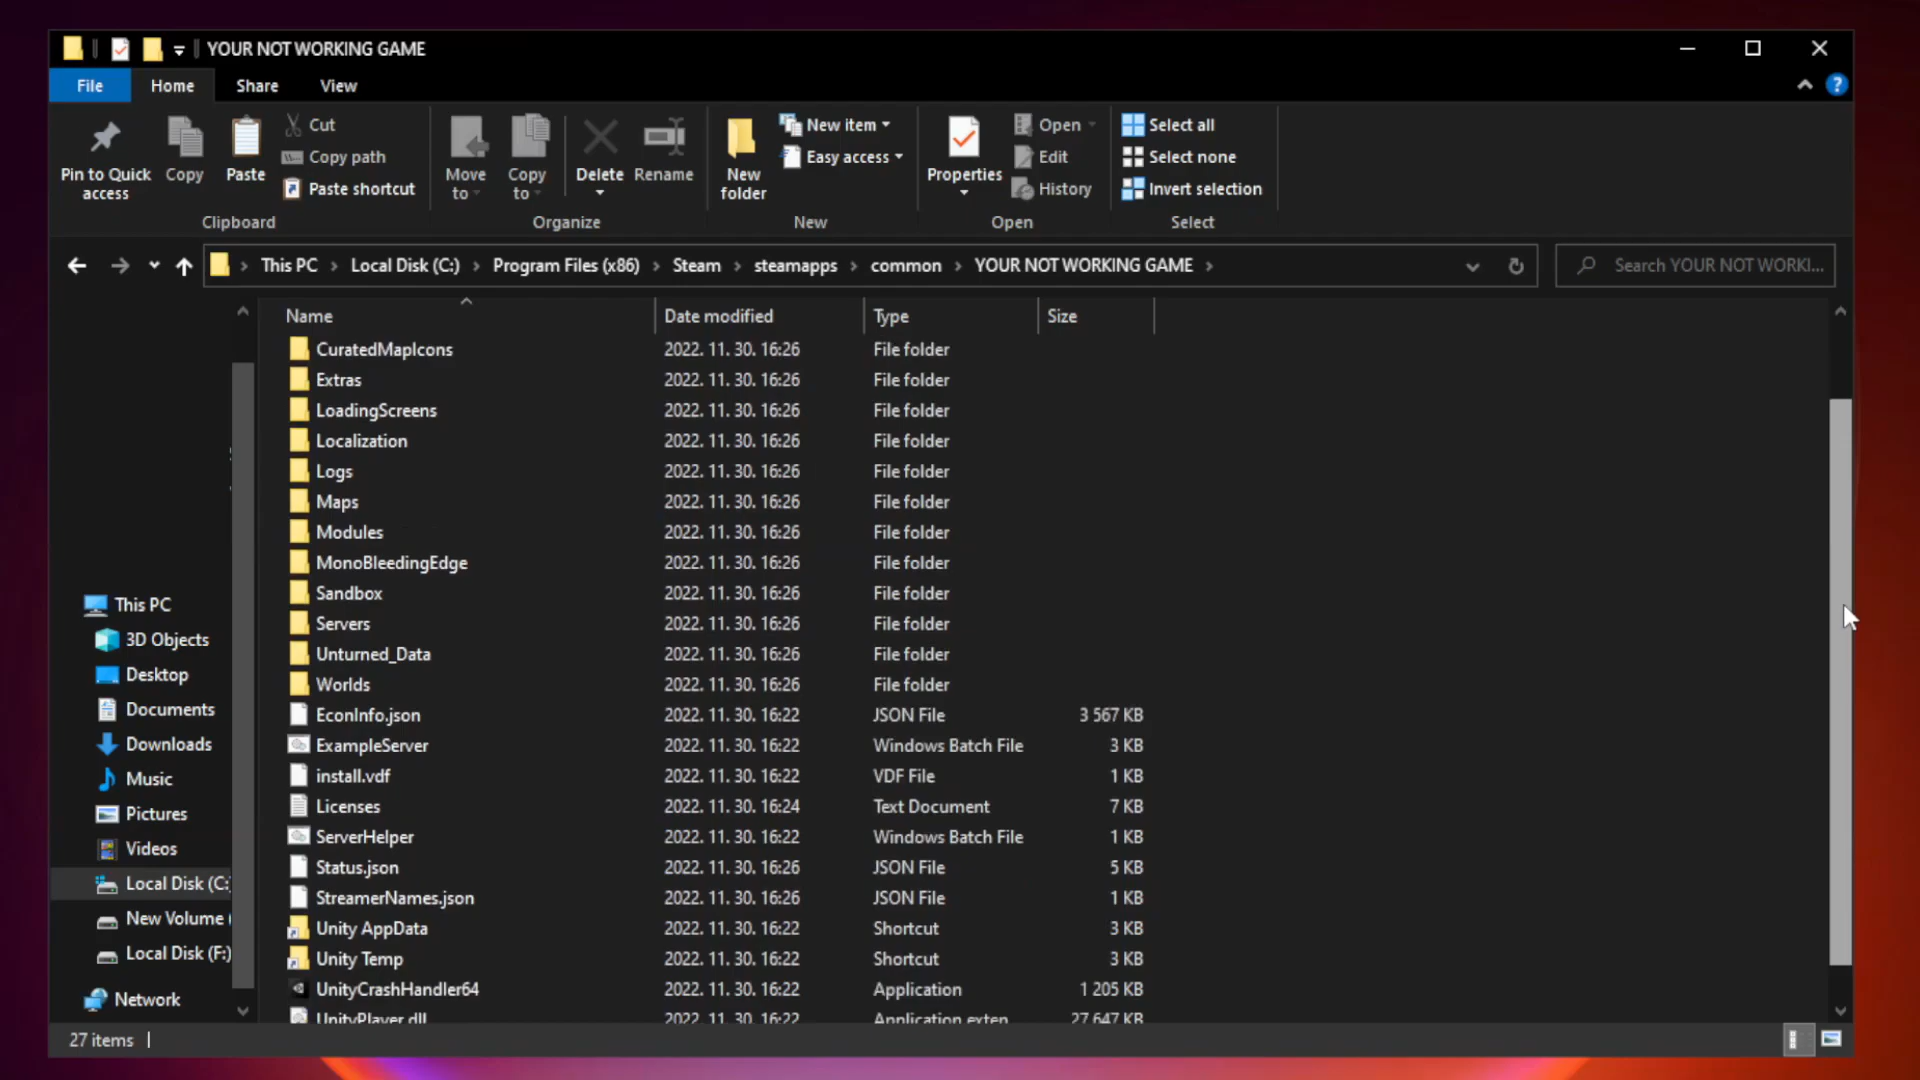 YOUR NOT WORKING GAME
File Home Share View
Pin to Quick access
Copy
Paste
Cut
Copy path
Paste shortcut
Clipboard
Move to
Copy to
Delete
Rename
Organize
New folder
New item
Easy access
New
Properties
Open
Edit
History
Open
Select all
Select none
Invert selection
Select
This PC > Local Disk (C:) > Program Files (x86) > Steam > steamapps > common > YOUR NOT WORKING GAME >
Search YOUR NOT WORKI...
This PC
3D Objects
Desktop
Documents
Downloads
Music
Pictures
Videos
Local Disk (C:
New Volume (
Local Disk (F:)
Network
Name Date modified Type Size
CuratedMapIcons 2022. 11. 30. 16:26 File folder
Extras 2022. 11. 30. 16:26 File folder
LoadingScreens 2022. 11. 30. 16:26 File folder
Localization 2022. 11. 30. 16:26 File folder
Logs 2022. 11. 30. 16:26 File folder
Maps 2022. 11. 30. 16:26 File folder
Modules 2022. 11. 30. 16:26 File folder
MonoBleedingEdge 2022. 11. 30. 16:26 File folder
Sandbox 2022. 11. 30. 16:26 File folder
Servers 2022. 11. 30. 16:26 File folder
Unturned_Data 2022. 11. 30. 16:26 File folder
Worlds 2022. 11. 30. 16:26 File folder
EconInfo.json 2022. 11. 30. 16:22 JSON File 3 567 KB
ExampleServer 2022. 11. 30. 16:22 Windows Batch File 3 KB
install.vdf 2022. 11. 30. 16:22 VDF File 1 KB
Licenses 2022. 11. 30. 16:24 Text Document 7 KB
ServerHelper 2022. 11. 30. 16:22 Windows Batch File 1 KB
Status.json 2022. 11. 30. 16:26 JSON File 5 KB
StreamerNames.json 2022. 11. 30. 16:22 JSON File 1 KB
Unity AppData 2022. 11. 30. 16:22 Shortcut 3 KB
Unity Temp 2022. 11. 30. 16:22 Shortcut 3 KB
UnityCrashHandler64 2022. 11. 30. 16:22 Application 1 205 KB
UnityPlayer.dll 2022. 11. 30. 16:22 Application exten 27 647 KB
27 items